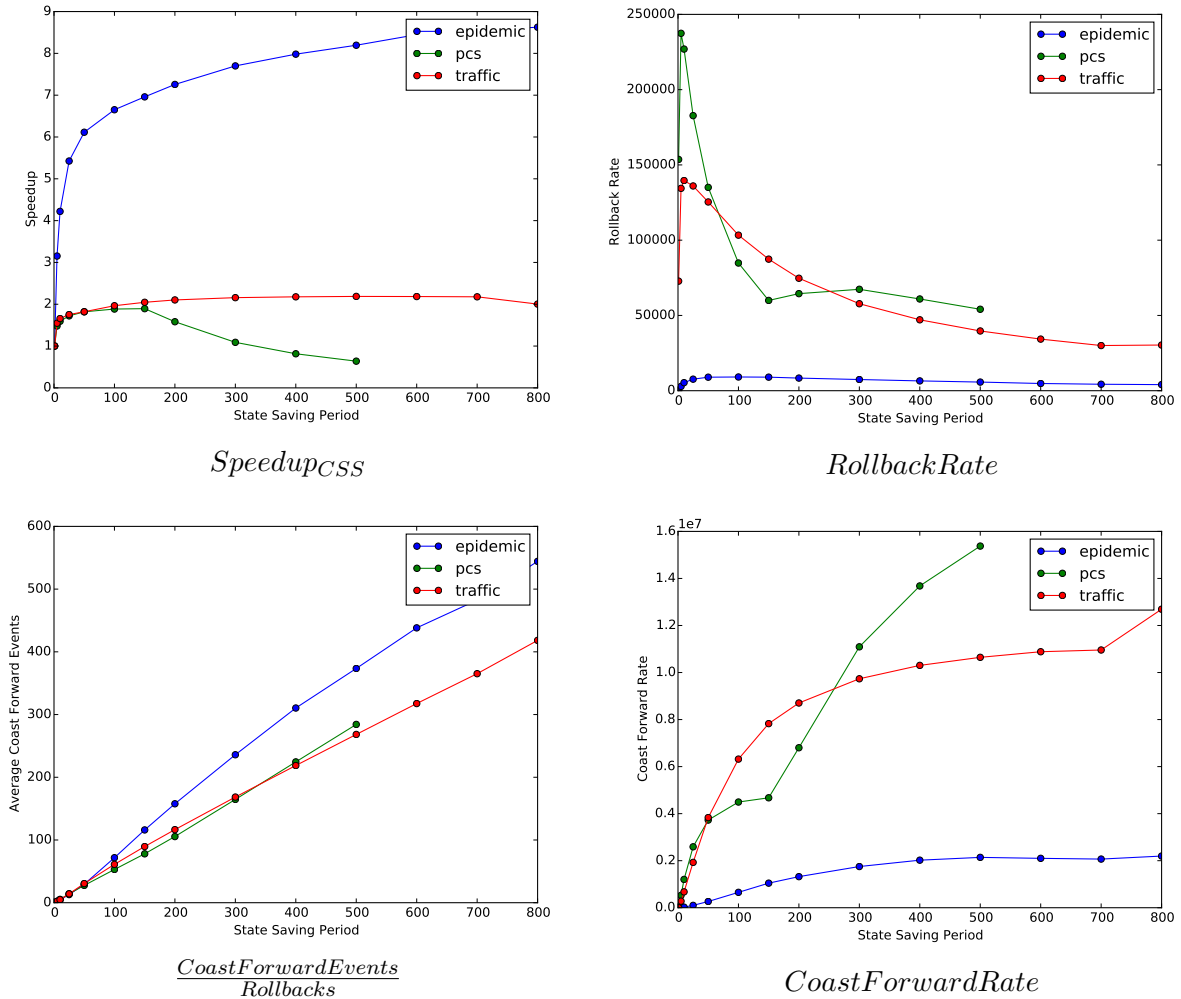 9
8
7
6
5
4
3
2
1
0
Speedup
0 100 200 300 400 500 600 700 800
State Saving Period
epidemic
pcs
traffic
Speedup_CSS
250000
200000
150000
100000
50000
0
Rollback Rate
0 100 200 300 400 500 600 700 800
State Saving Period
epidemic
pcs
traffic
RollbackRate
600
500
400
300
200
100
0
Average Coast Forward Events
0 100 200 300 400 500 600 700 800
State Saving Period
epidemic
pcs
traffic
CoastForwardEvents
Rollbacks
1e7
1.6
1.4
1.2
1.0
0.8
0.6
0.4
0.2
0.0
Coast Forward Rate
0 100 200 300 400 500 600 700 800
State Saving Period
epidemic
pcs
traffic
CoastForwardRate